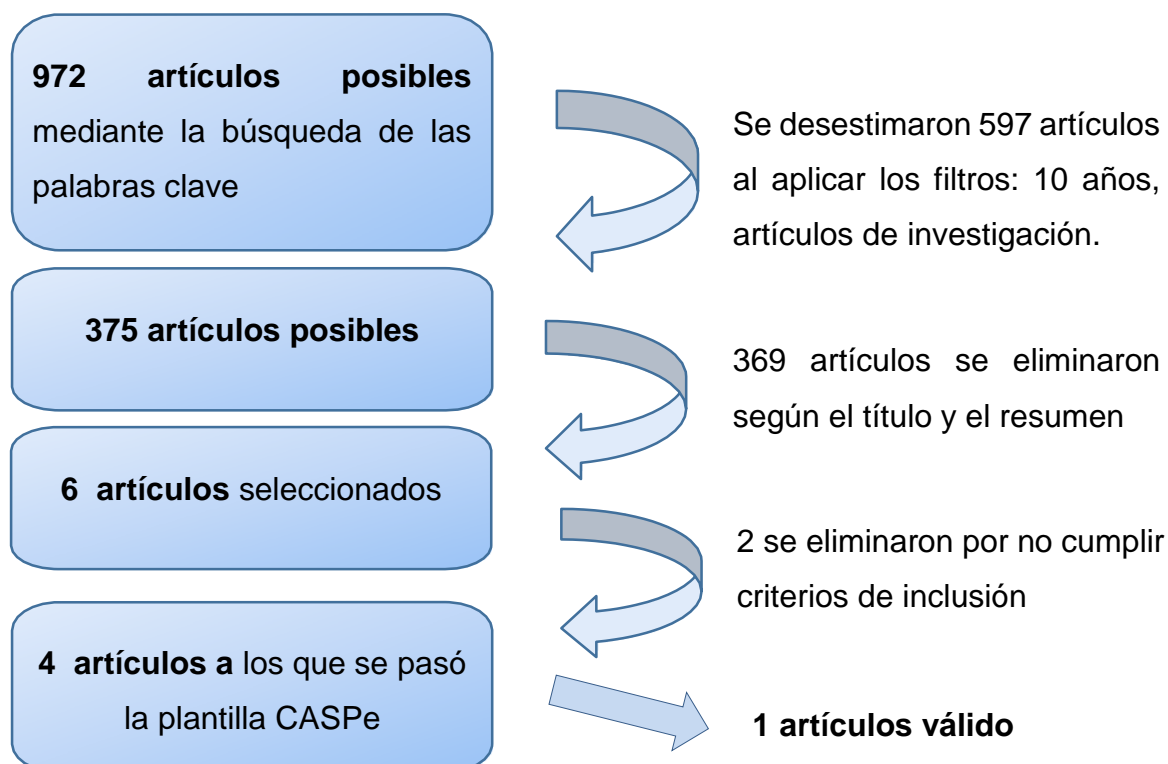 972 artículos posibles
mediante la búsqueda de las
palabras clave
Se desestimaron 597 artículos
al aplicar los filtros: 10 años,
artículos de investigación.
375 artículos posibles
369 artículos se eliminaron
según el título y el resumen
6 artículos seleccionados
2 se eliminaron por no cumplir
criterios de inclusión
4 artículos a los que se pasó
la plantilla CASPe
1 artículos válido